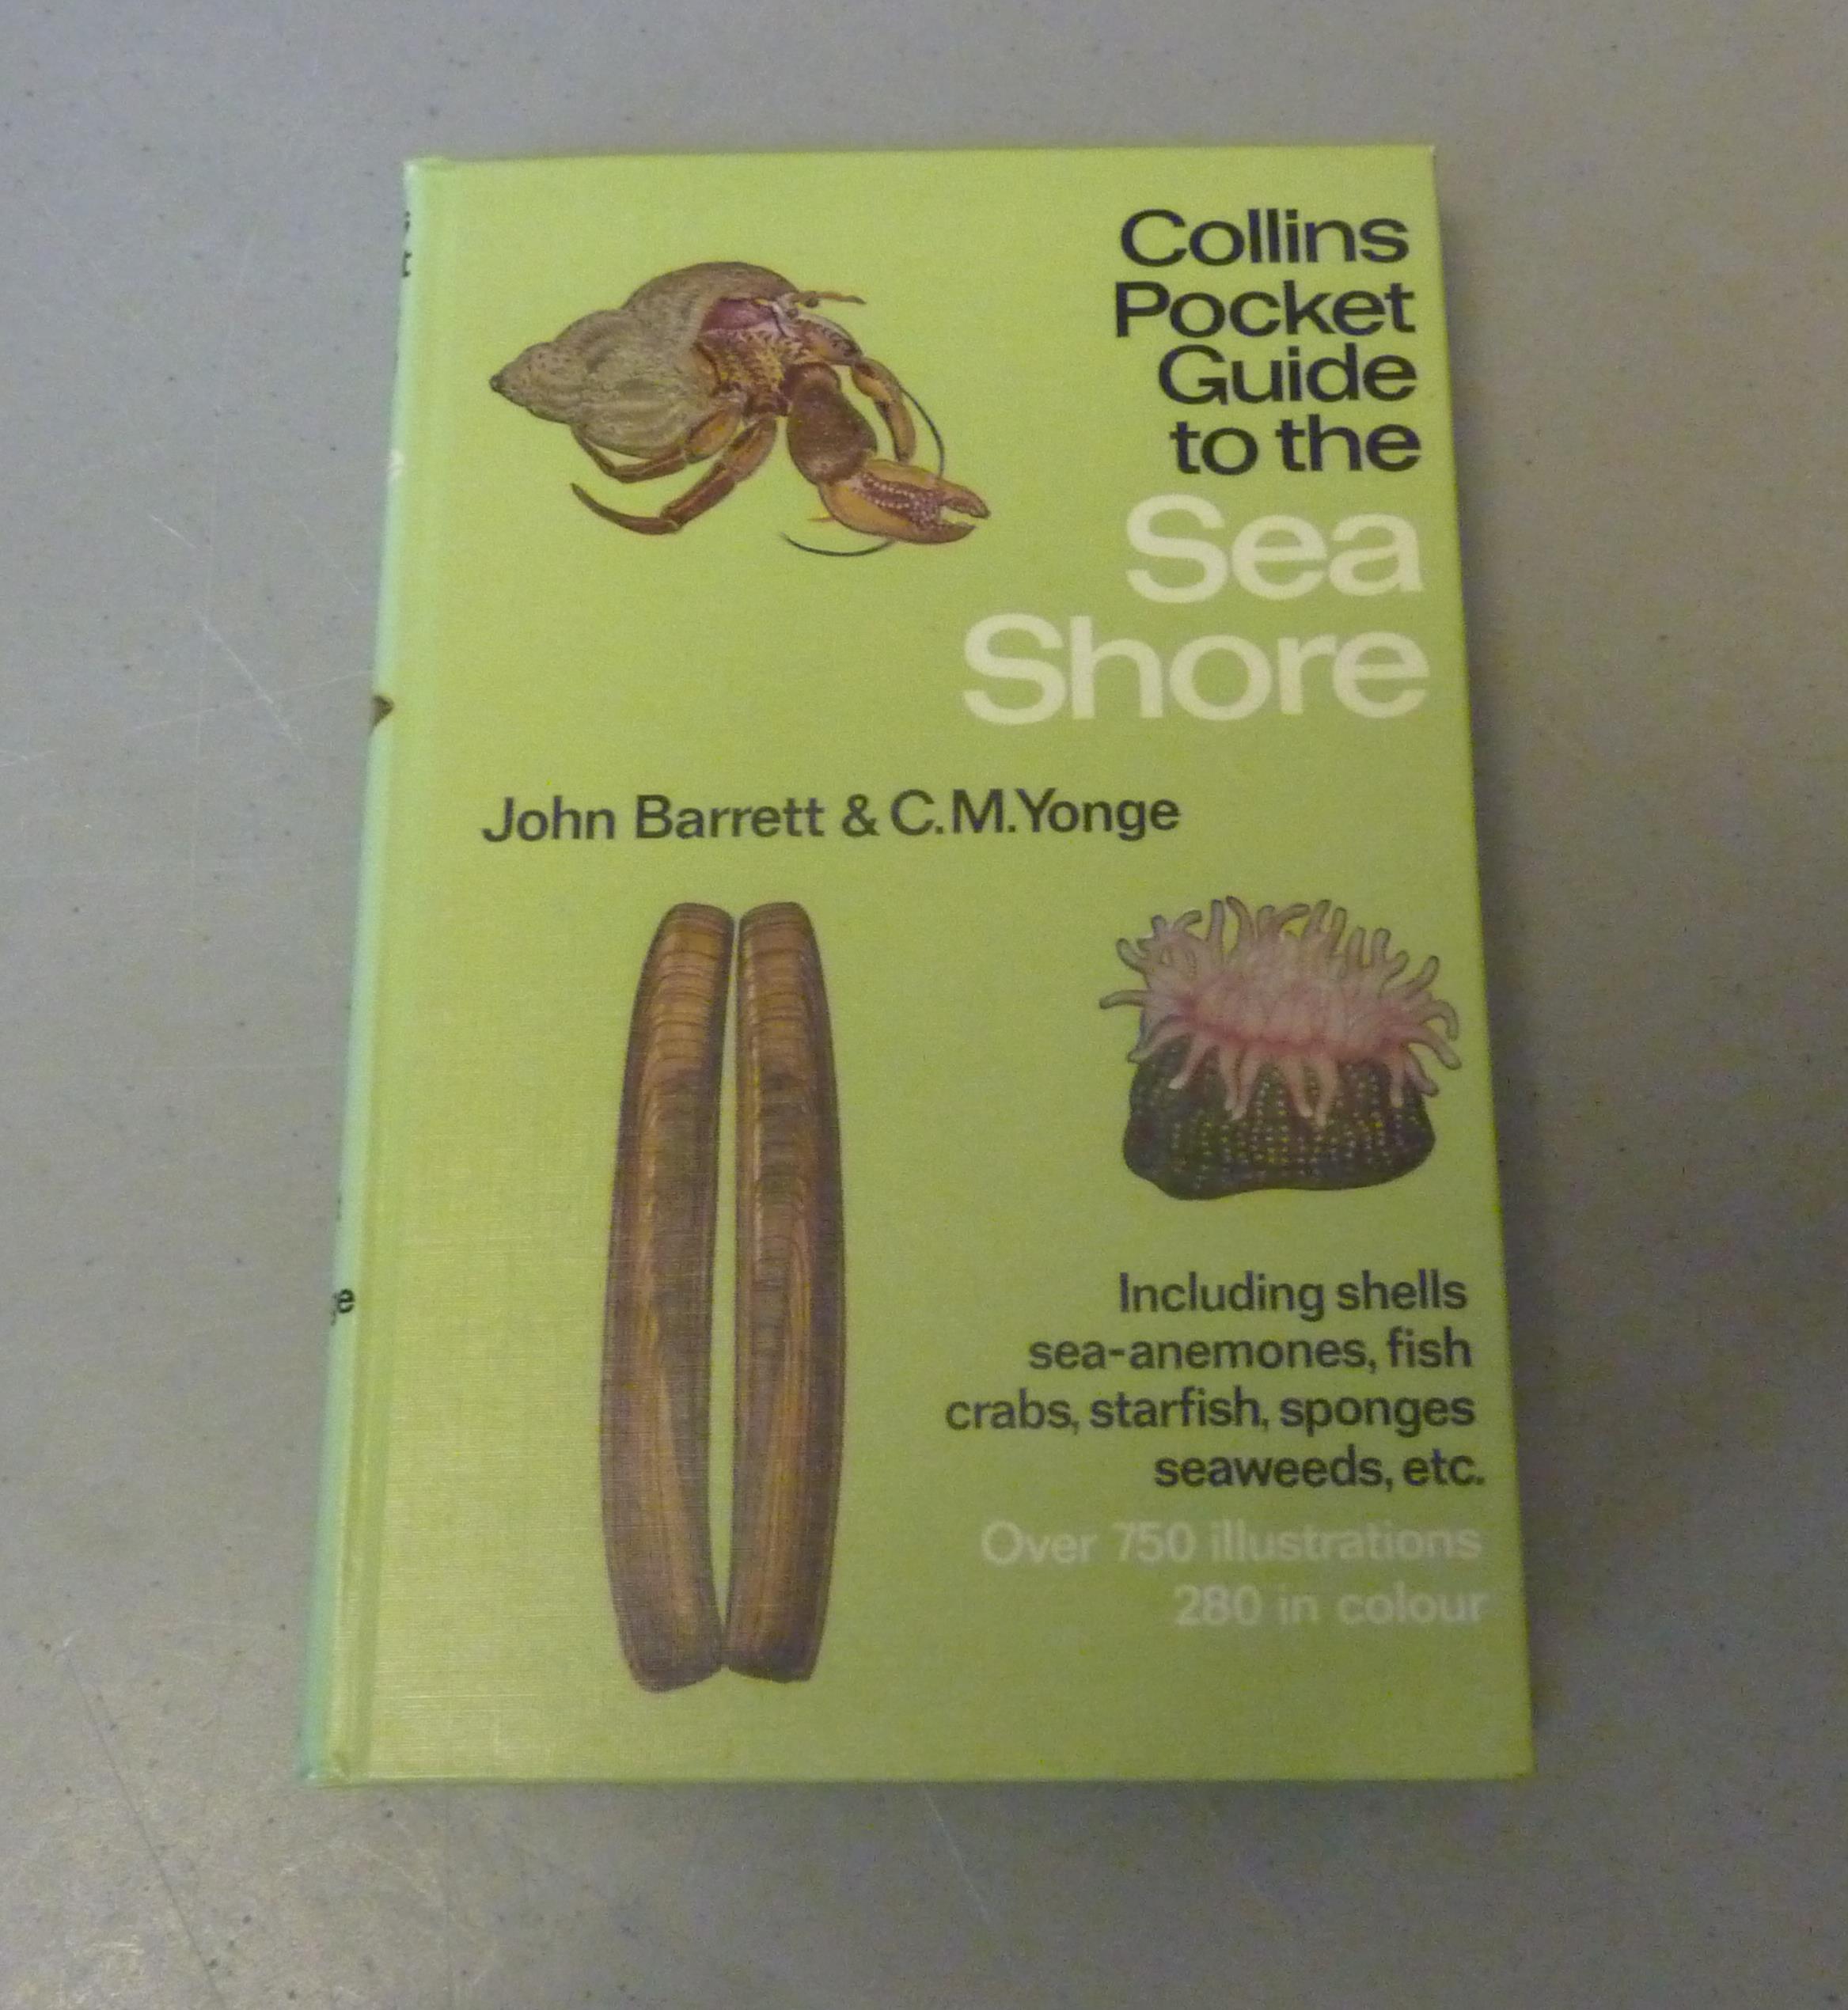 Collins
Pocket
Guide
to the
Sea
Shore
John Barrett & C.M.Yonge
Including shells
sea-anemones, fish
crabs, starfish, sponges
seaweeds, etc.
Over 750 illustrations
280 in colour